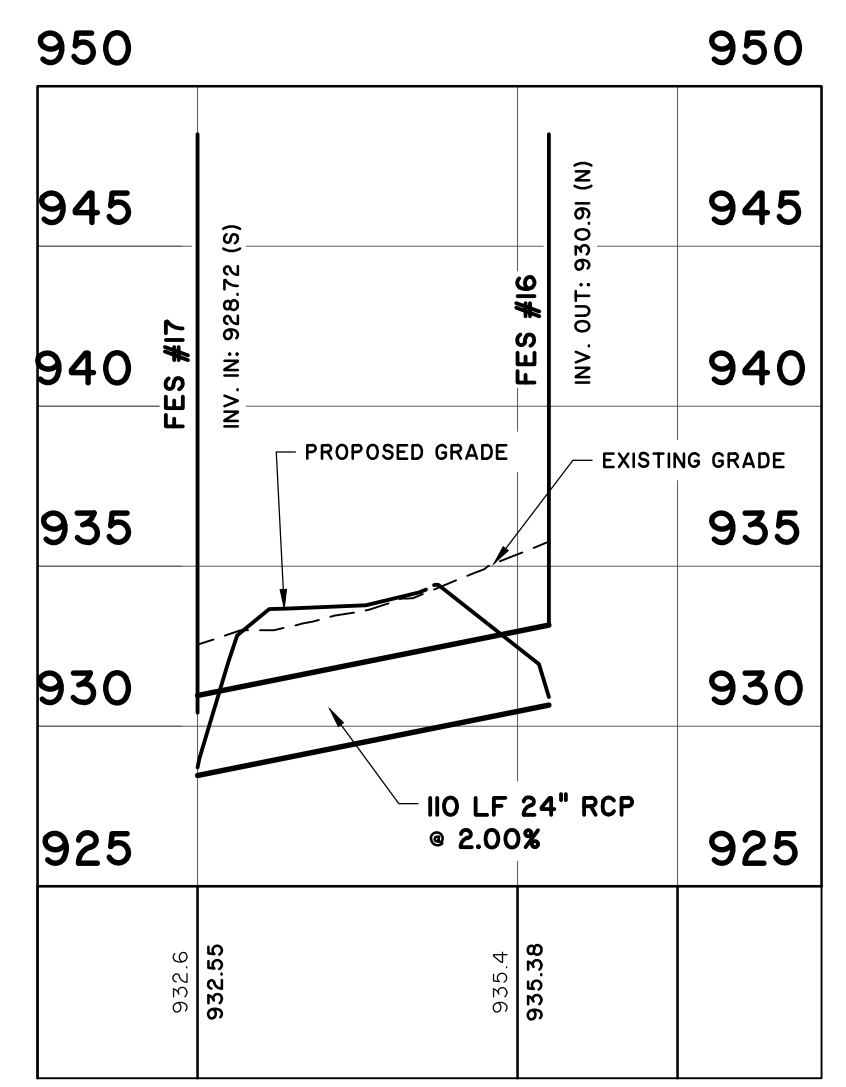 950
950
945
945
940
940
935
935
930
930
925
925
FES #17
INV. IN: 928.72 (S)
FES #16
INV. OUT: 930.91 (N)
PROPOSED GRADE
EXISTING GRADE
110 LF 24" RCP
@ 2.00%
932.6
932.55
935.4
935.38